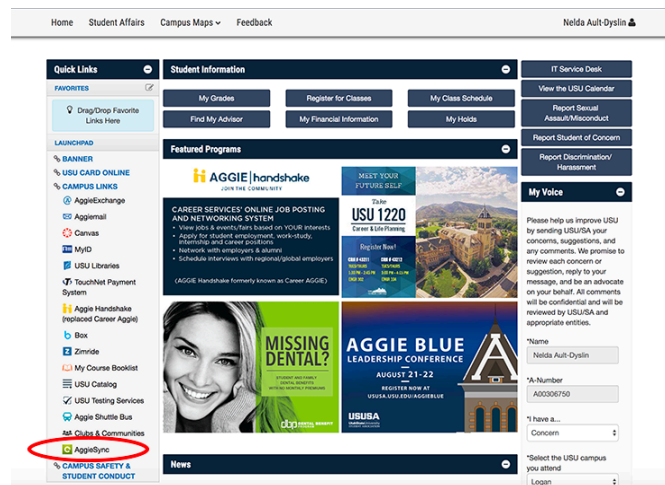 Home Student Affairs Campus Maps Feedback Nelda Ault-Dyslin
Quick Links
FAVORITES
Drag/Drop Favorite
Links Here
LAUNCHPAD
BANNER
USU CARD ONLINE
CAMPUS LINKS
AggieExchange
Aggiemail
Canvas
MyID
USU Libraries
TouchNet Payment
System
Aggie Handshake
(replaced Career Aggie)
Box
Zimride
My Course Booklist
USU Catalog
USU Testing Services
Aggie Shuttle Bus
Clubs & Communities
AggieSync
CAMPUS SAFETY &
STUDENT CONDUCT
Student Information
My Grades Register for Classes My Class Schedule
Find My Advisor My Financial Information My Holds
Featured Programs
AGGIE handshake
JOIN THE COMMUNITY
CAREER SERVICES' ONLINE JOB POSTING
AND NETWORKING SYSTEM
• View jobs & events/fairs based on YOUR interests
• Apply for student employment, work-study,
internship and career positions
• Network with employers & alumni
• Schedule interviews with regional/global employers
(AGGIE Handshake formerly known as Career AGGIE)
MEET YOUR
FUTURE SELF
Take
USU 1220
Career & Life Planning
Register Now!
MISSING
DENTAL?
STUDENT AND FAMILY
DENTAL BENEFITS
dbp DENTAL BENEFIT
AGGIE BLUE
LEADERSHIP CONFERENCE
AUGUST 21-22
REGISTER NOW AT
USUSA.USU.EDU/AGGIEBLUE
USUSA
News
IT Service Desk
View the USU Calendar
Report Sexual
Assault/Misconduct
Report Student of Concern
Report Discrimination/
Harassment
My Voice
Please help us improve USU
by sending USU/SA your
concerns, suggestions, and
any comments. We promise to
review each concern or
suggestion, reply to your
message, and be an advocate
on your behalf. All comments
will be confidential and will be
reviewed by USU/SA and
appropriate entities.
*Name
Nelda Ault-Dyslin
*A-Number
A00306750
*I have a...
Concern
*Select the USU campus
you attend
Logan